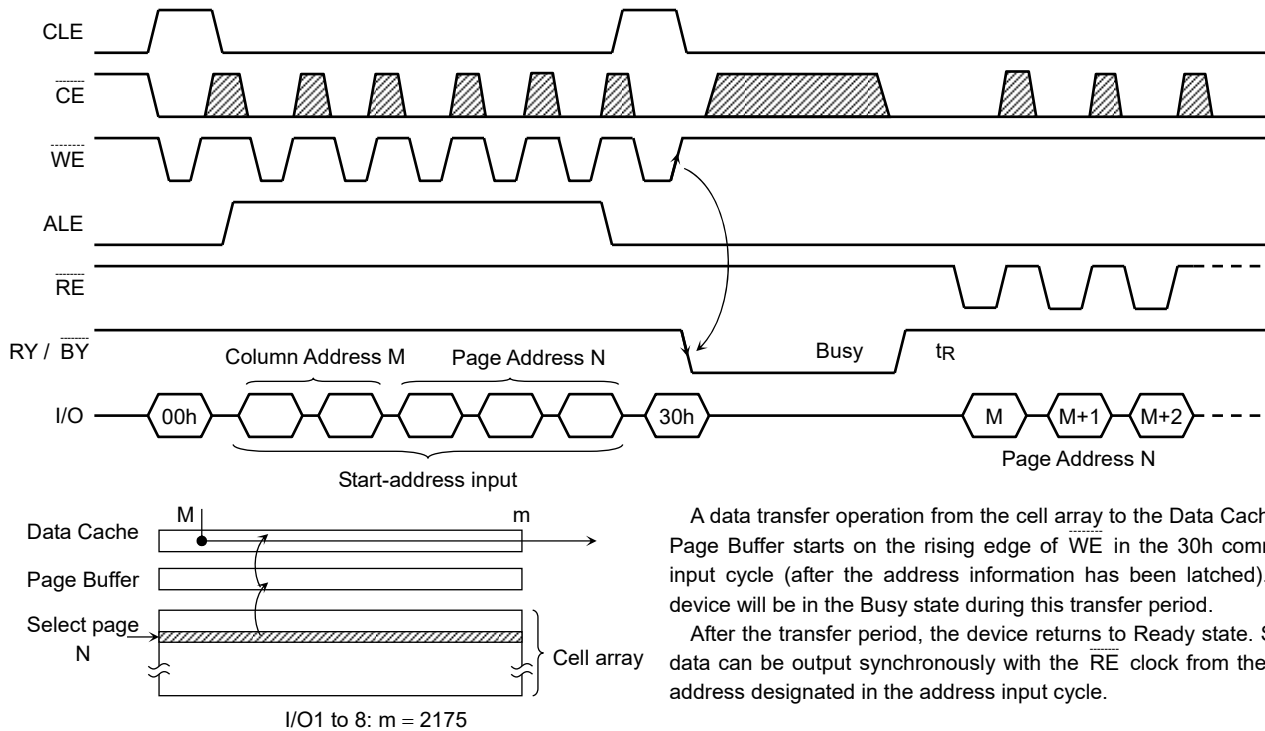 CLE
CE
WE
ALE
RE
RY / BY
Busy
tR
Column Address M
Page Address N
I/O
00h
30h
M
M+1
M+2
Start-address input
Page Address N
M
m
Data Cache
Page Buffer
Select page
N
Cell array
I/O1 to 8: m = 2175
A data transfer operation from the cell array to the Data Cach
Page Buffer starts on the rising edge of WE in the 30h com
input cycle (after the address information has been latched).
device will be in the Busy state during this transfer period.
After the transfer period, the device returns to Ready state.
data can be output synchronously with the RE clock from the
address designated in the address input cycle.